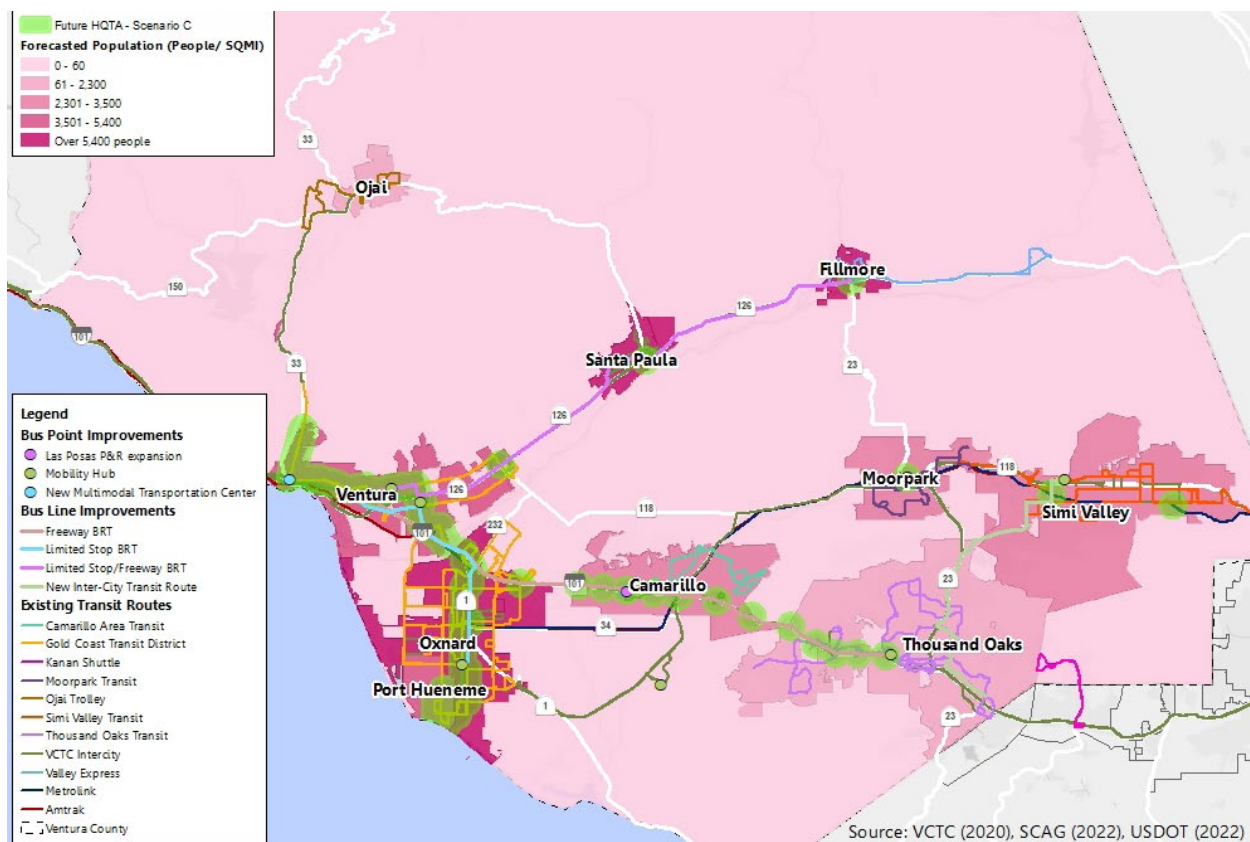 Future HQTA - Scenario C
Forecasted Population (People/ SQMI)
0 - 60
61 - 2,300
2,301 - 3,500
3,501 - 5,400
Over 5,400 people
33
Ojai
150
Fillmore
126
101
Santa Paula
23
33
126
Legend
Bus Point Improvements
Las Posas P&R expansion
Mobility Hub
New Multimodal Transportation Center
Bus Line Improvements
Freeway BRT
Limited Stop BRT
Limited Stop/Freeway BRT
New Inter-City Transit Route
Existing Transit Routes
Camarillo Area Transit
Gold Coast Transit District
Kanan Shuttle
Moorpark Transit
Ojai Trolley
Simi Valley Transit
Thousand Oaks Transit
VCTC Intercity
Valley Express
Metrolink
Amtrak
Ventura County
Moorpark
118
Ventura
126
118
Simi Valley
232
101
101
Camarillo
23
1
34
Oxnard
Thousand Oaks
Port Hueneme
1
23
Source: VCTC (2020), SCAG (2022), USDOT (2022)